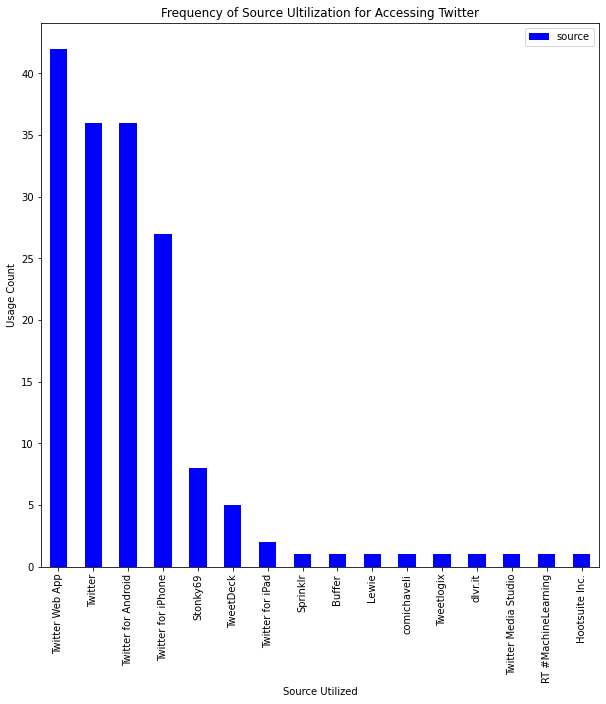 Frequency of Source Ultilization for Accessing Twitter
source
40
35
30
25
20
15
10
5
0
Usage Count
Twitter Web App
Twitter
Twitter for Android
Twitter for iPhone
Stonky69
TweetDeck
Twitter for iPad
Sprinklr
Buffer
Lewie
comichaveli
Tweetlogix
dlvr.it
Twitter Media Studio
RT #MachineLearning
Hootsuite Inc.
Source Utilized